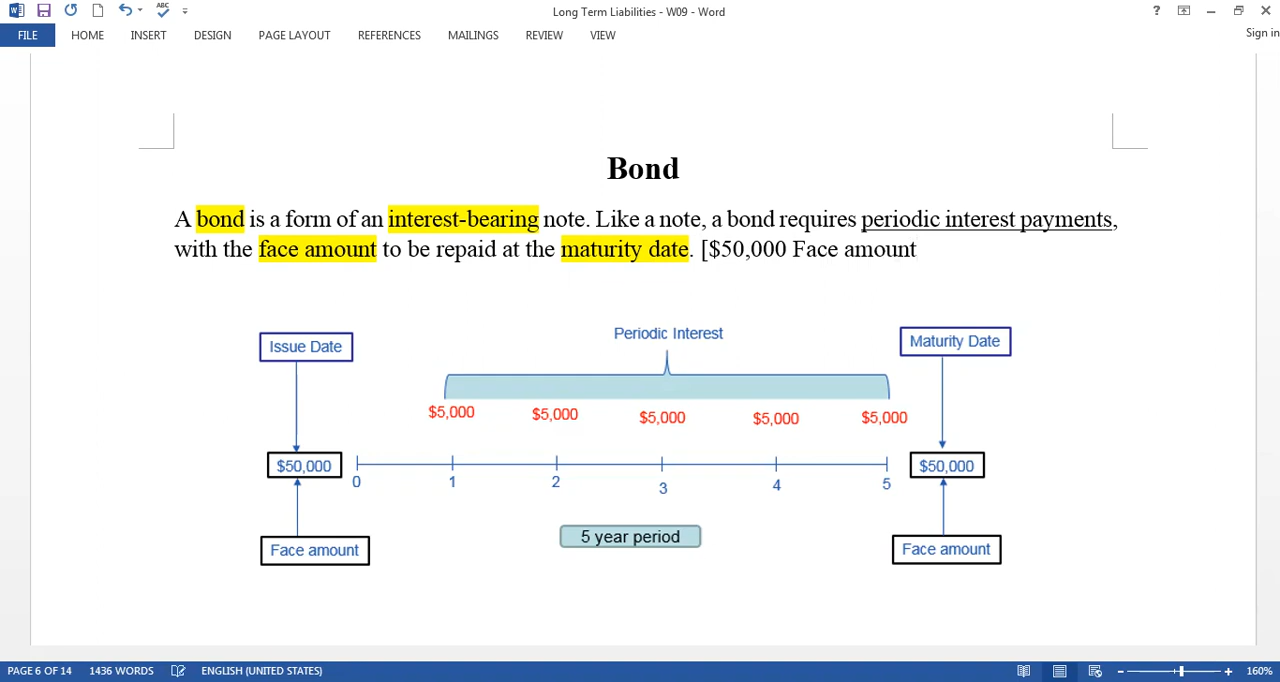 ABC
Long Term Liabilities - W09 - Word
?
FILE HOME INSERT DESIGN PAGE LAYOUT REFERENCES MAILINGS REVIEW VIEW
Sign in
Bond
A bond is a form of an interest-bearing note. Like a note, a bond requires periodic interest payments,
with the face amount to be repaid at the maturity date. [$50,000 Face amount
Issue Date
Periodic Interest
Maturity Date
$5,000 $5,000 $5,000 $5,000 $5,000
$50,000
$50,000
0 1 2 3 4 5
5 year period
Face amount
Face amount
PAGE 6 OF 14 1436 WORDS ENGLISH (UNITED STATES) 160%